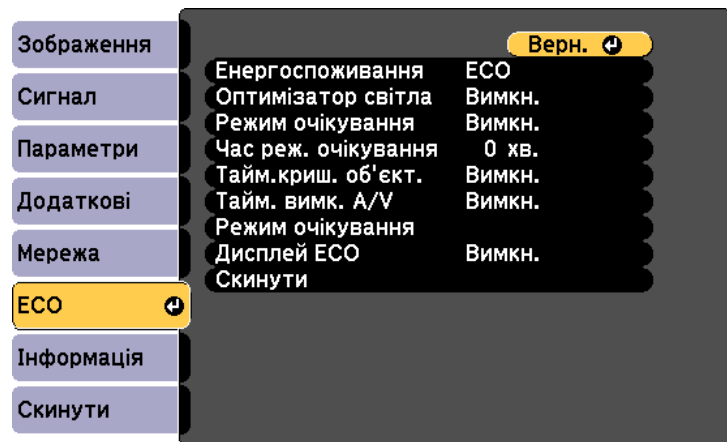 Зображення
Сигнал
Параметри
Додаткові
Мережа
ECO
Інформація
Скинути
Верн.
Енергоспоживання ECO
Оптимізатор світла Вимкн.
Режим очікування Вимкн.
Час реж. очікування 0 хв.
Тайм.криш. об'єкт. Вимкн.
Тайм. вимк. A/V Вимкн.
Режим очікування
Дисплей ECO Вимкн.
Скинути